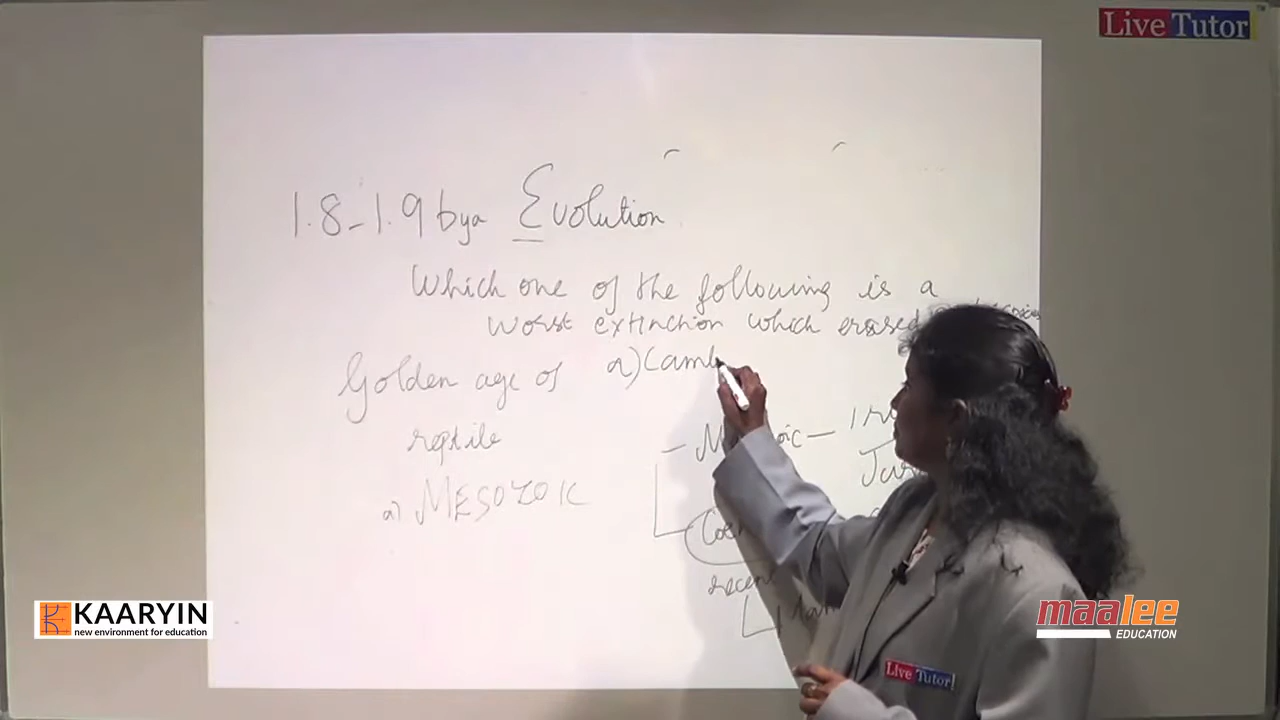 Live Tutor
1.8-1.9 bya Evolution
Which one of the following is a
worst extinction which erased
Golden age of
a) Camb
reptile
a) MESOZOIC
recen
KAARYIN
new environment for education
maalee
EDUCATION
Live Tutor